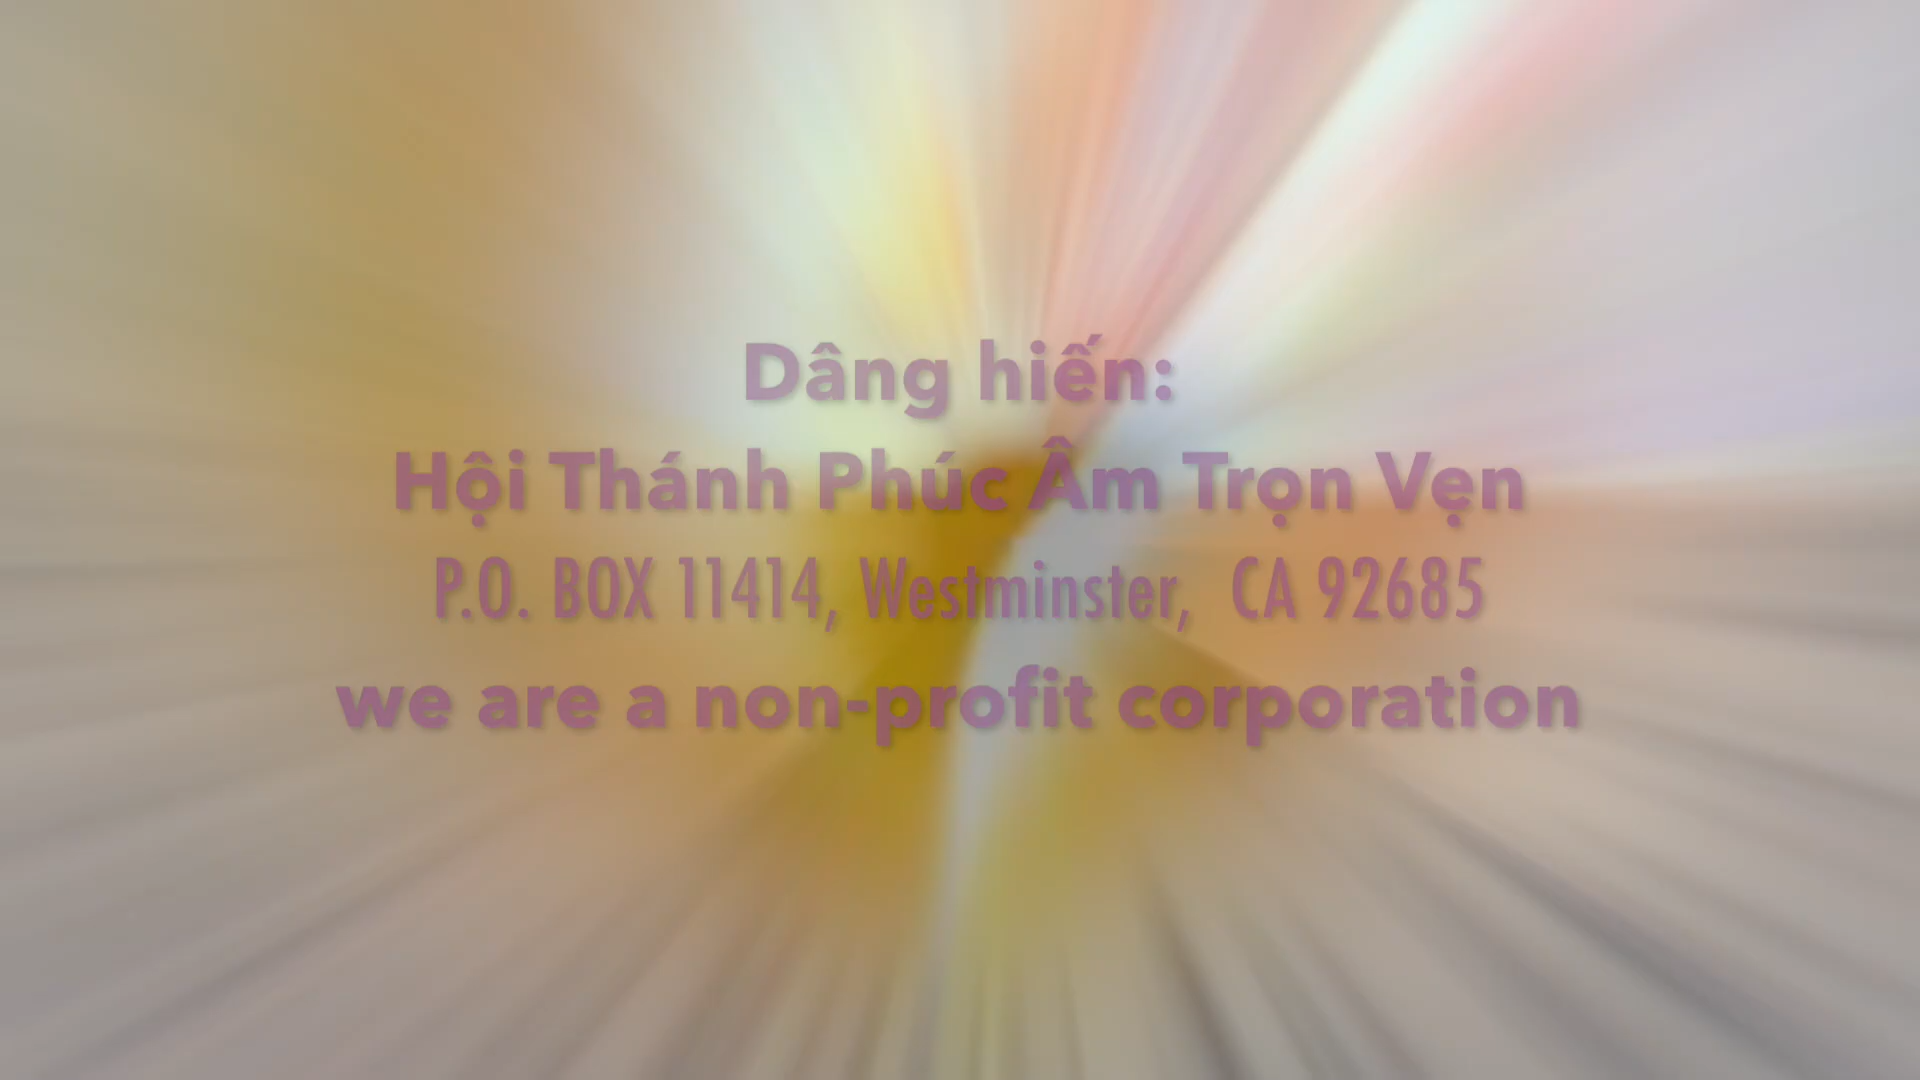 Dâng hiến:
Hội Thánh Phúc Âm Trọn Vẹn
P.O. BOX 11414, Westminster, CA 92685
we are a non-profit corporation